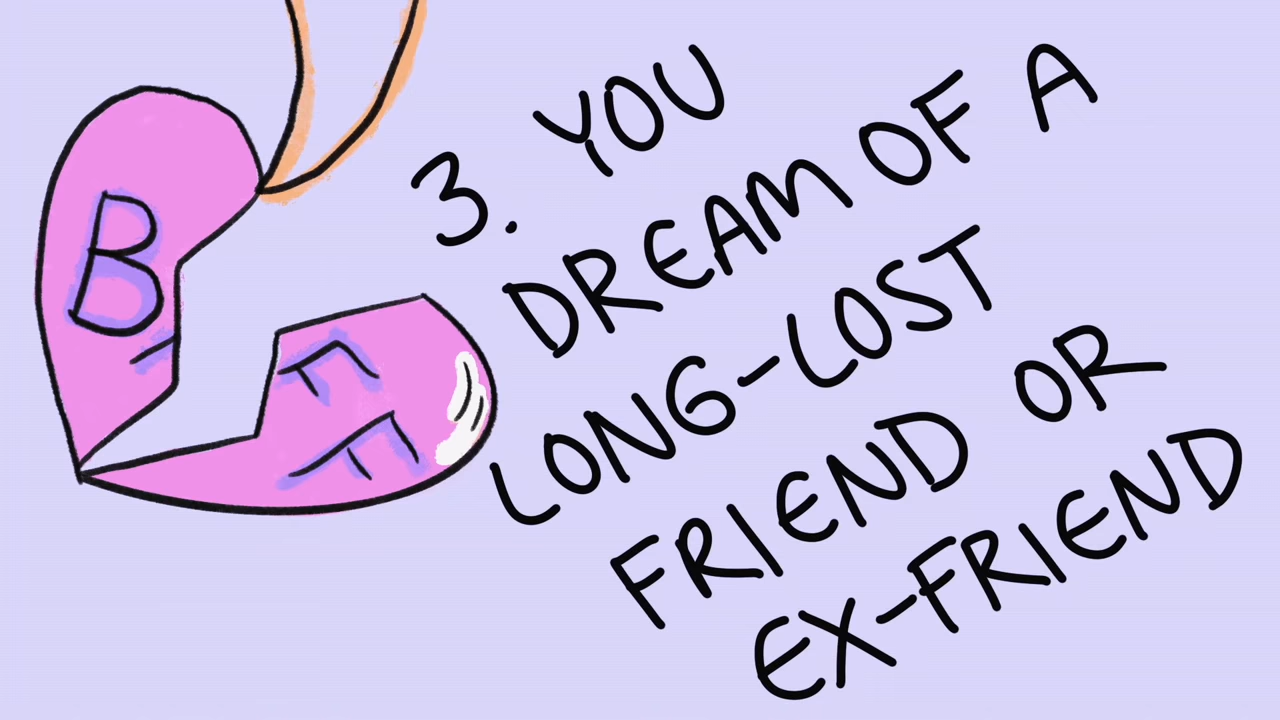 B
FF
3. YOU
DREAM OF A
LONG-LOST
FRIEND OR
EX-FRIEND